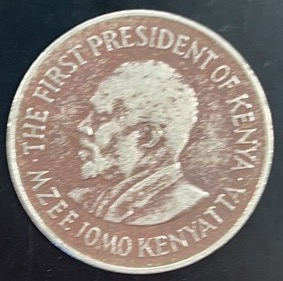 THE FIRST PRESIDENT OF KENYA
MZEE JOMO KENYATTA